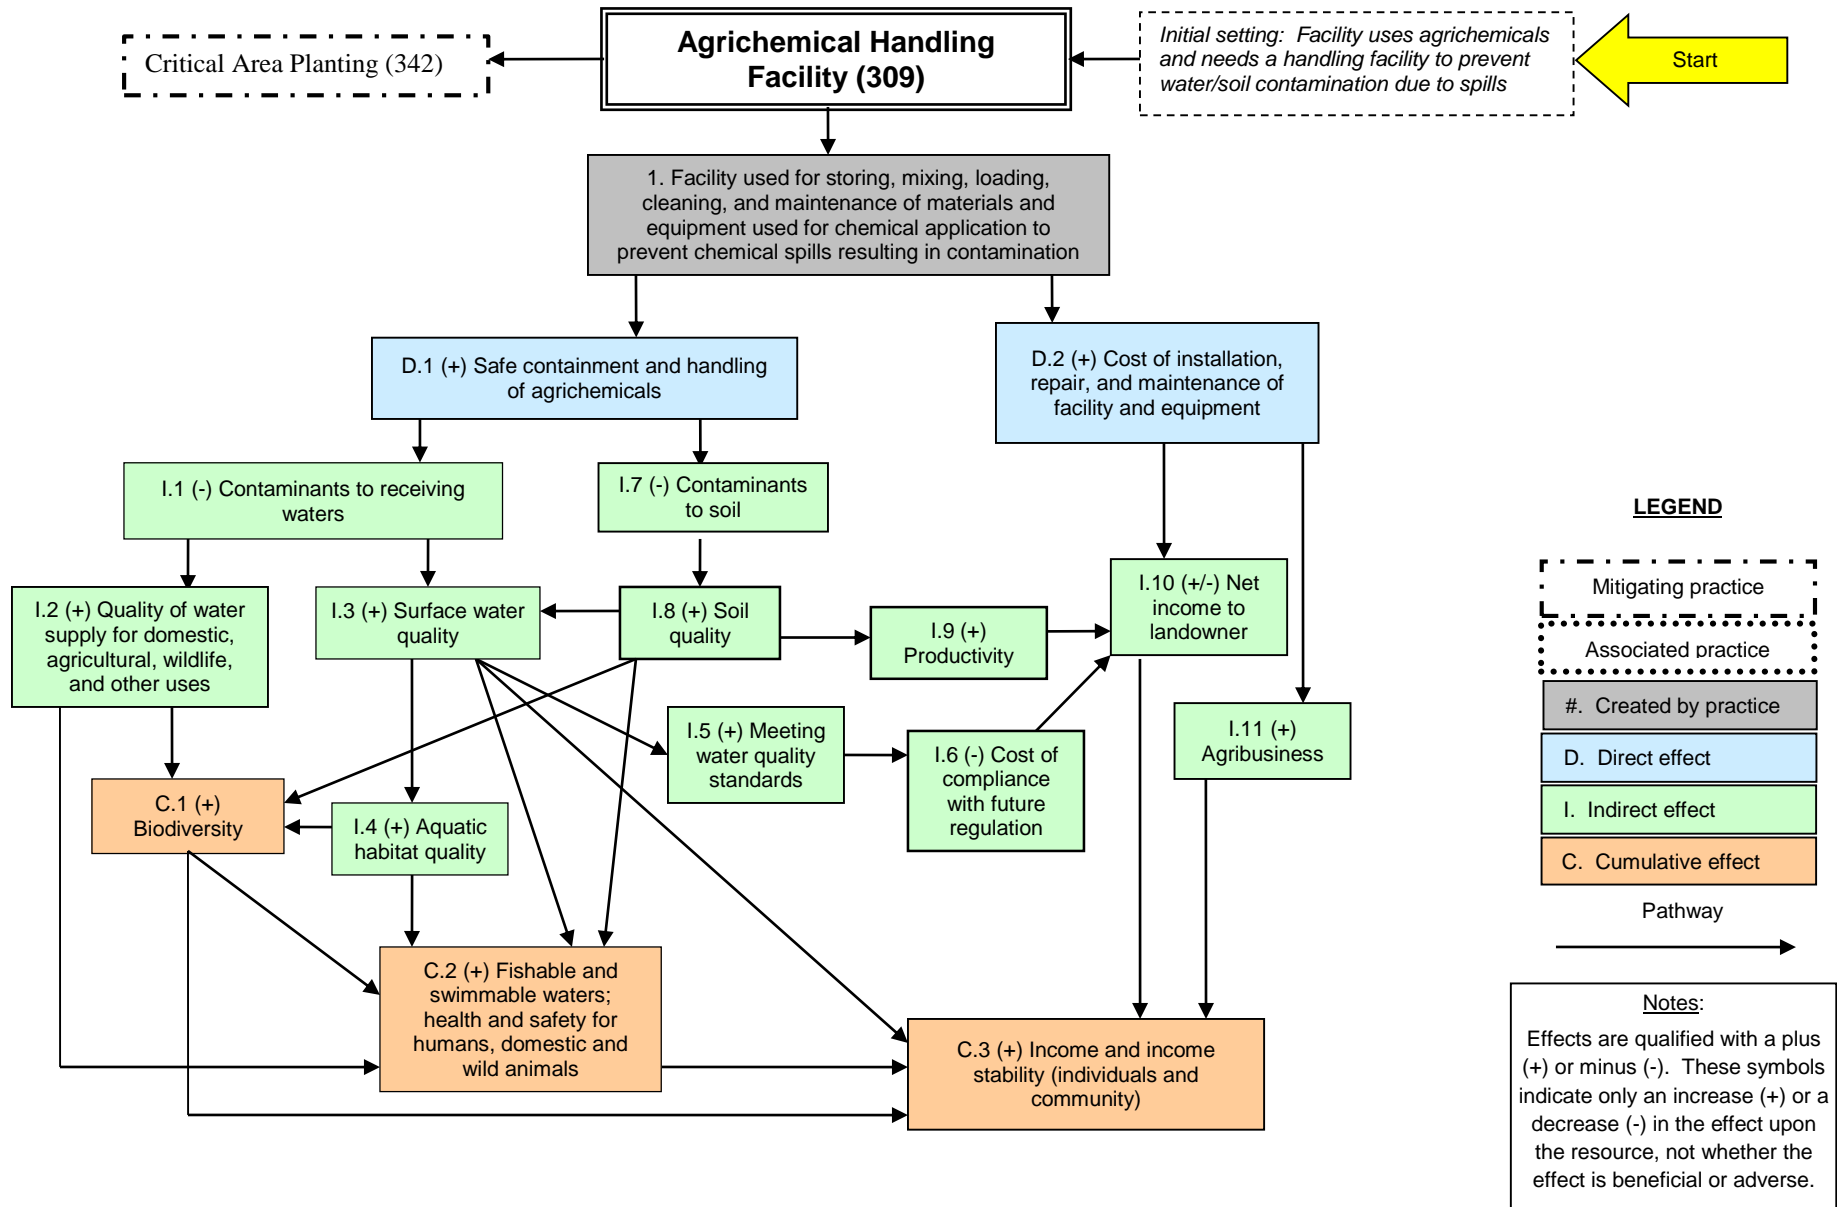 Critical Area Planting (342)
Agrichemical Handling
Facility (309)
Initial setting:  Facility uses agrichemicals
and needs a handling facility to prevent
water/soil contamination due to spills
Start
1. Facility used for storing, mixing, loading,
cleaning, and maintenance of materials and
equipment used for chemical application to
prevent chemical spills resulting in contamination
D.1 (+) Safe containment and handling
of agrichemicals
D.2 (+) Cost of installation,
repair, and maintenance of
facility and equipment
I.1 (-) Contaminants to receiving
waters
I.7 (-) Contaminants
to soil
I.2 (+) Quality of water
supply for domestic,
agricultural, wildlife,
and other uses
I.3 (+) Surface water
quality
I.8 (+) Soil
quality
I.9 (+)
Productivity
I.10 (+/-) Net
income to
landowner
I.5 (+) Meeting
water quality
standards
I.6 (-) Cost of
compliance
with future
regulation
I.11 (+)
Agribusiness
C.1 (+)
Biodiversity
I.4 (+) Aquatic
habitat quality
C.2 (+) Fishable and
swimmable waters;
health and safety for
humans, domestic and
wild animals
C.3 (+) Income and income
stability (individuals and
community)
LEGEND
Mitigating practice
Associated practice
#.  Created by practice
D.  Direct effect
I.  Indirect effect
C.  Cumulative effect
Pathway
Notes:
Effects are qualified with a plus
(+) or minus (-).  These symbols
indicate only an increase (+) or a
decrease (-) in the effect upon
the resource, not whether the
effect is beneficial or adverse.